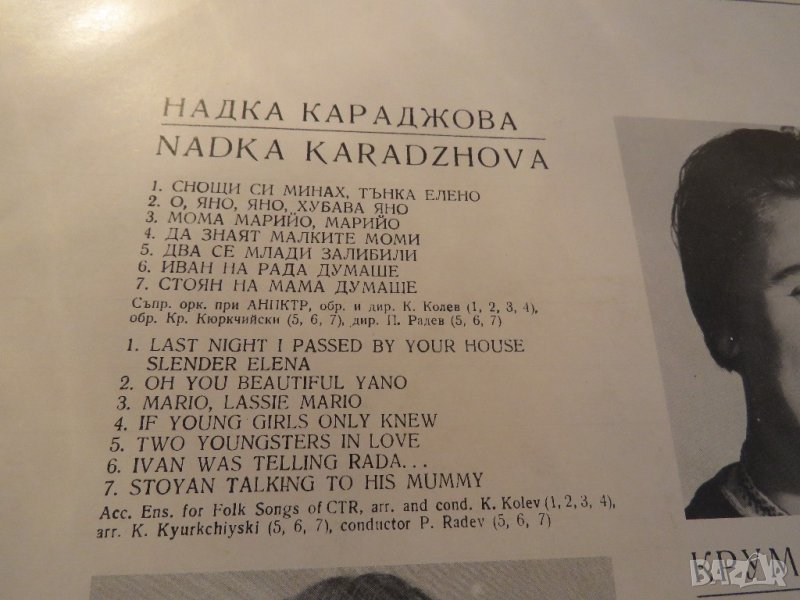 НАДКА КАРАДЖОВА
NADKA KARADZHOVA
1. СНОЩИ СИ МИНАХ, ТЪНКА ЕЛЕНО
2. О, ЯНО, ЯНО, ХУБАВА ЯНО
3. МОМА МАРИЙО, МАРИЙО
4. ДА ЗНАЯТ МАЛКИТЕ МОМИ
5. ДВА СЕ МЛАДИ ЗАЛИБИЛИ
6. ИВАН НА РАДА ДУМАШЕ
7. СТОЯН НА МАМА ДУМАШЕ
Съпр. орк. при АНПКТР, обр. и дир. К. Колев (1, 2, 3, 4),
обр. Кр. Кюркчийски (5, 6, 7), дир. П. Радев (5, 6, 7)
1. LAST NIGHT I PASSED BY YOUR HOUSE
SLENDER ELENA
2. OH YOU BEAUTIFUL YANO
3. MARIO, LASSIE MARIO
4. IF YOUNG GIRLS ONLY KNEW
5. TWO YOUNGSTERS IN LOVE
6. IVAN WAS TELLING RADA...
7. STOYAN TALKING TO HIS MUMMY
Acc. Ens. for Folk Songs of CTR, arr. and cond. K. Kolev (1, 2, 3, 4),
arr. K. Kyurkchiyski (5, 6, 7), conductor P. Radev (5, 6, 7)
КРУМ
BAZAR